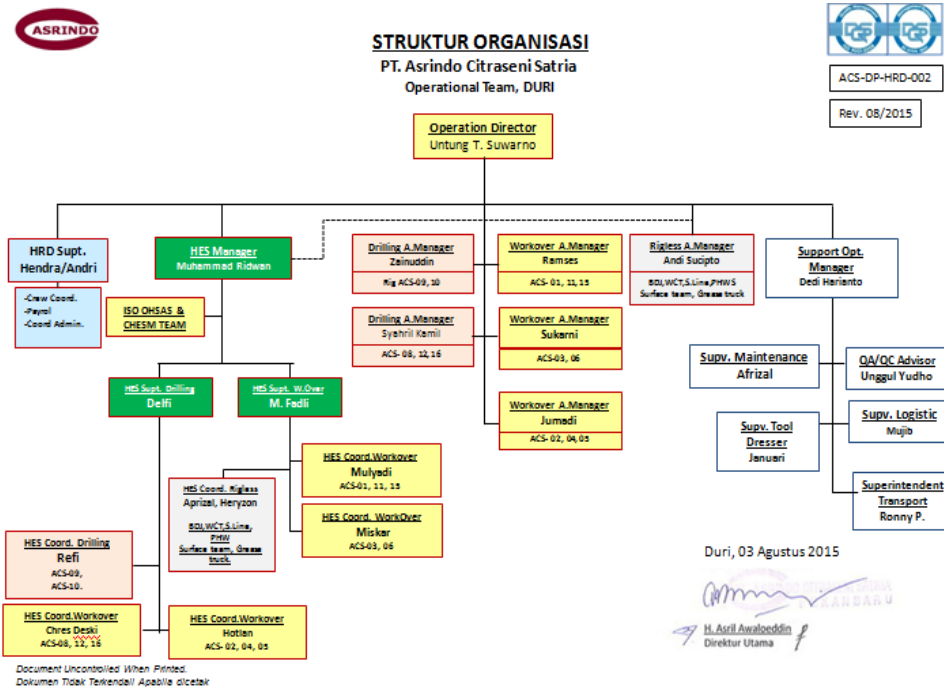 ASRINDO
STRUKTUR ORGANISASI
PT. Asrindo Citraseni Satria
Operational Team, DURI
ACS-DP-HRD-002
Rev. 08/2015
Operation Director
Untung T. Suwarno
HRD Supt.
Hendra/Andri
-Crew Coord.
-Payrol
-Coord Admin.
HES Manager
Muhammad Ridwan
ISO OHSAS &
CHESM TEAM
Drilling A.Manager
Zainuddin
Rig ACS-09, 10
Drilling A.Manager
Syahril Kamil
ACS- 08, 12, 16
Workover A.Manager
Ramses
ACS- 01, 11, 15
Workover A.Manager
Sukarni
ACS-03, 06
Workover A.Manager
Jumadi
ACS- 02, 04, 05
Rigless A.Manager
Andi Sucipto
BDJ,WCT,S.Line,PHWS
Surface team, Grease truck
Support Opt.
Manager
Dedi Harianto
Supv. Maintenance
Afrizal
QA/QC Advisor
Unggul Yudho
Supv. Tool
Dresser
Januari
Supv. Logistic
Mujib
Superintendent
Transport
Ronny P.
HES Supt. Drilling
Delfi
HES Supt. W.Over
M. Fadli
HES Coord.Workover
Mulyadi
ACS-01, 11, 15
HES Coord. Rigless
Aprizal, Heryzon
BDJ,WCT,S.Line,
PHW
Surface team, Grease
truck.
HES Coord. WorkOver
Miskar
ACS-03, 06
HES Coord. Drilling
Refi
ACS-09,
ACS-10.
HES Coord.Workover
Chres Deski
ACS-08, 12, 16
HES Coord.Workover
Hotlan
ACS- 02, 04, 05
Duri, 03 Agustus 2015
H. Asril Awaloeddin
Direktur Utama
Document Uncontrolled When Printed.
Dokumen Tidak Terkendali Apabila dicetak